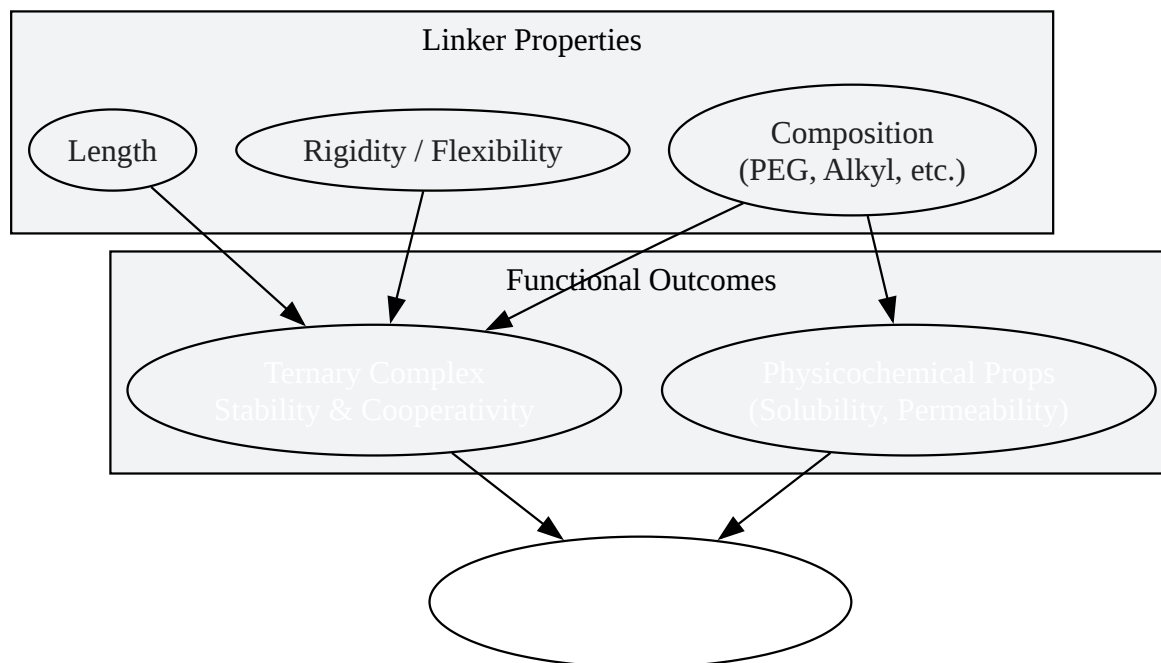 Linker Properties
Length
Rigidity / Flexibility
Composition
(PEG, Alkyl, etc.)
Functional Outcomes
Ternary Complex
Stability & Cooperativity
Physicochemical Props
(Solubility, Permeability)